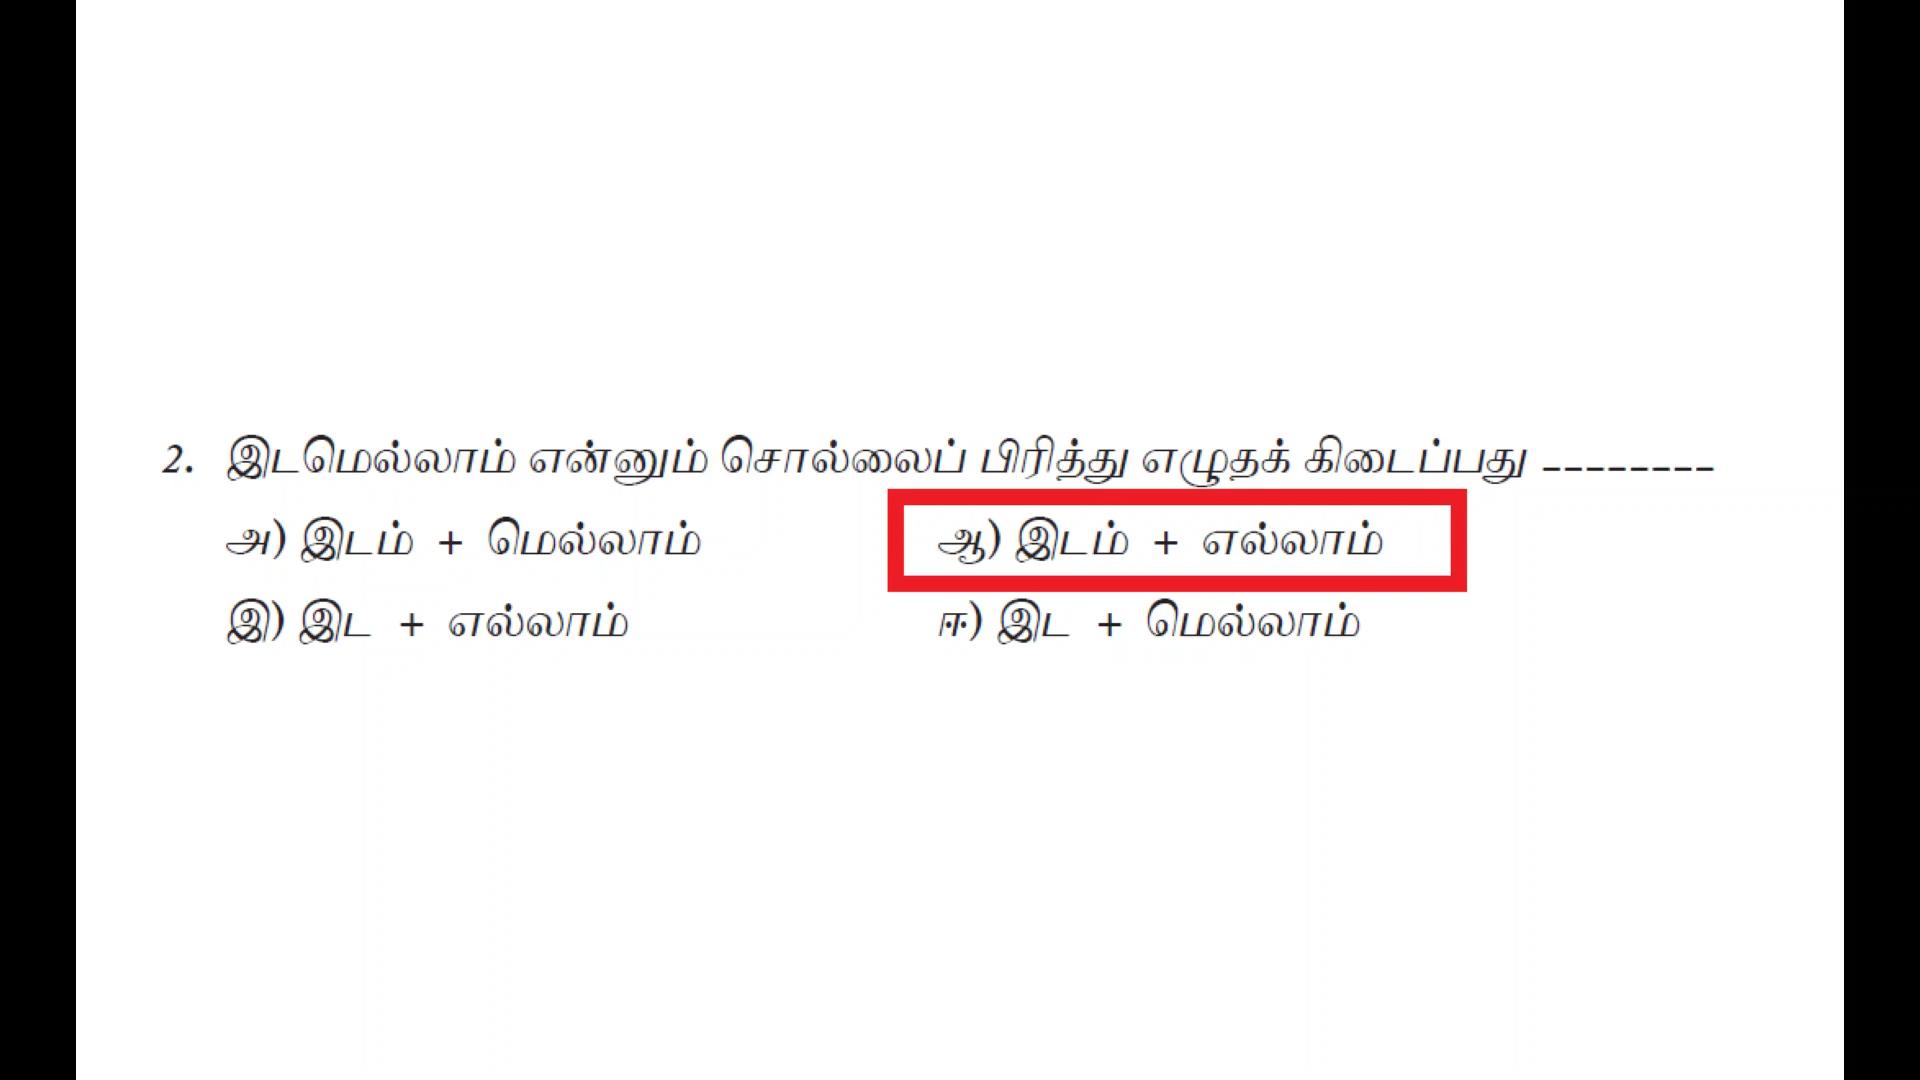 2. இடமெல்லாம் என்னும் சொல்லைப் பிரித்து எழுதக் கிடைப்பது --------
அ) இடம் + மெல்லாம் ஆ) இடம் + எல்லாம்
இ) இட + எல்லாம் ஈ) இட + மெல்லாம்